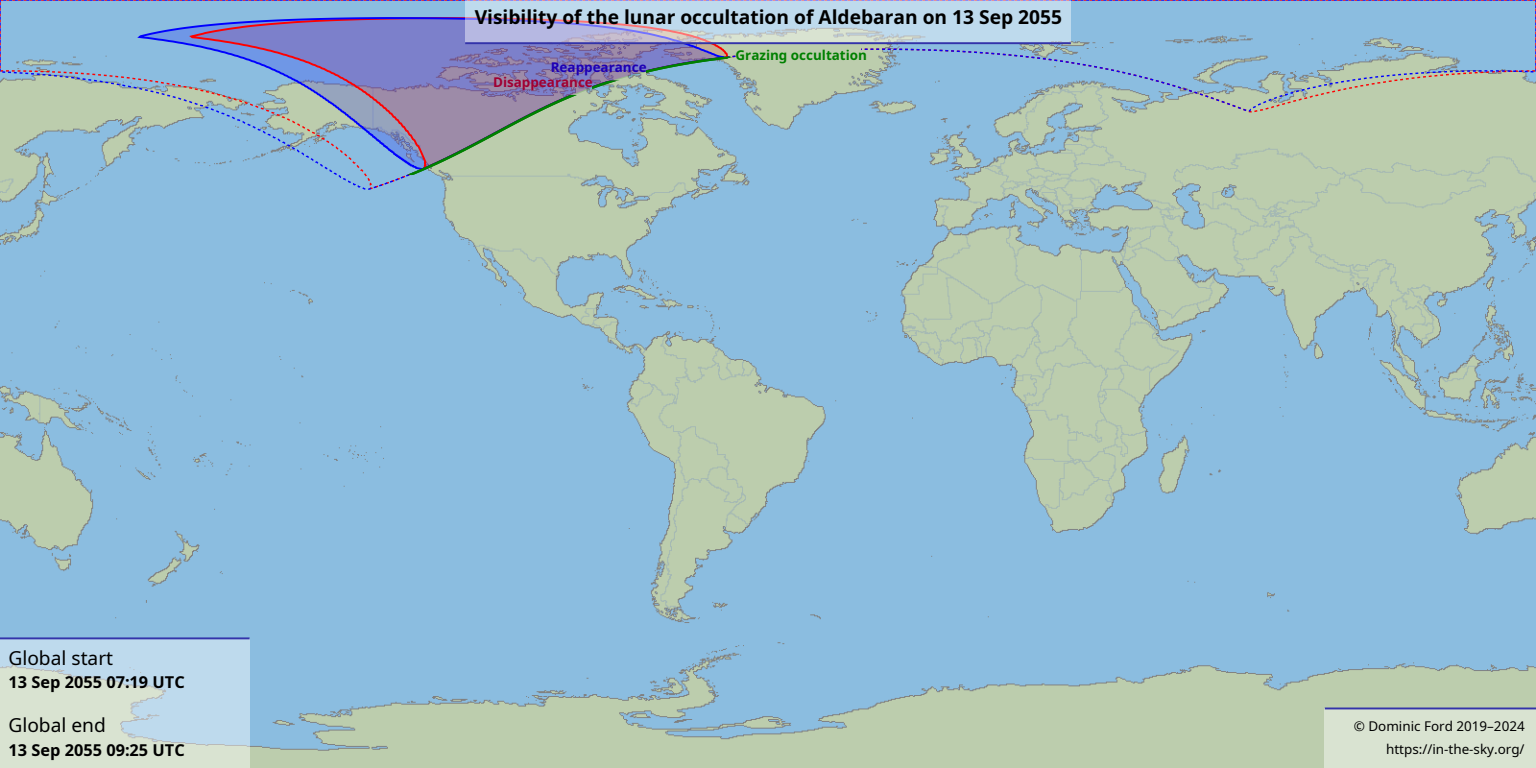 Visibility of the lunar occultation of Aldebaran on 13 Sep 2055
Grazing occultation
Reappearance
Disappearance
Global start
13 Sep 2055 07:19 UTC
Global end
13 Sep 2055 09:25 UTC
© Dominic Ford 2019–2024
https://in-the-sky.org/